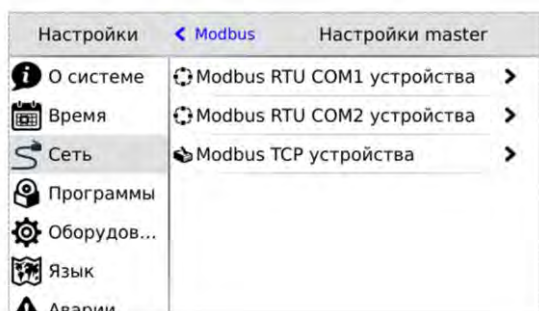 Настройки
Modbus
Настройки master
О системе
Modbus RTU COM1 устройства
Время
Modbus RTU COM2 устройства
Сеть
Modbus TCP устройства
Программы
Оборудов...
Язык
Аварии